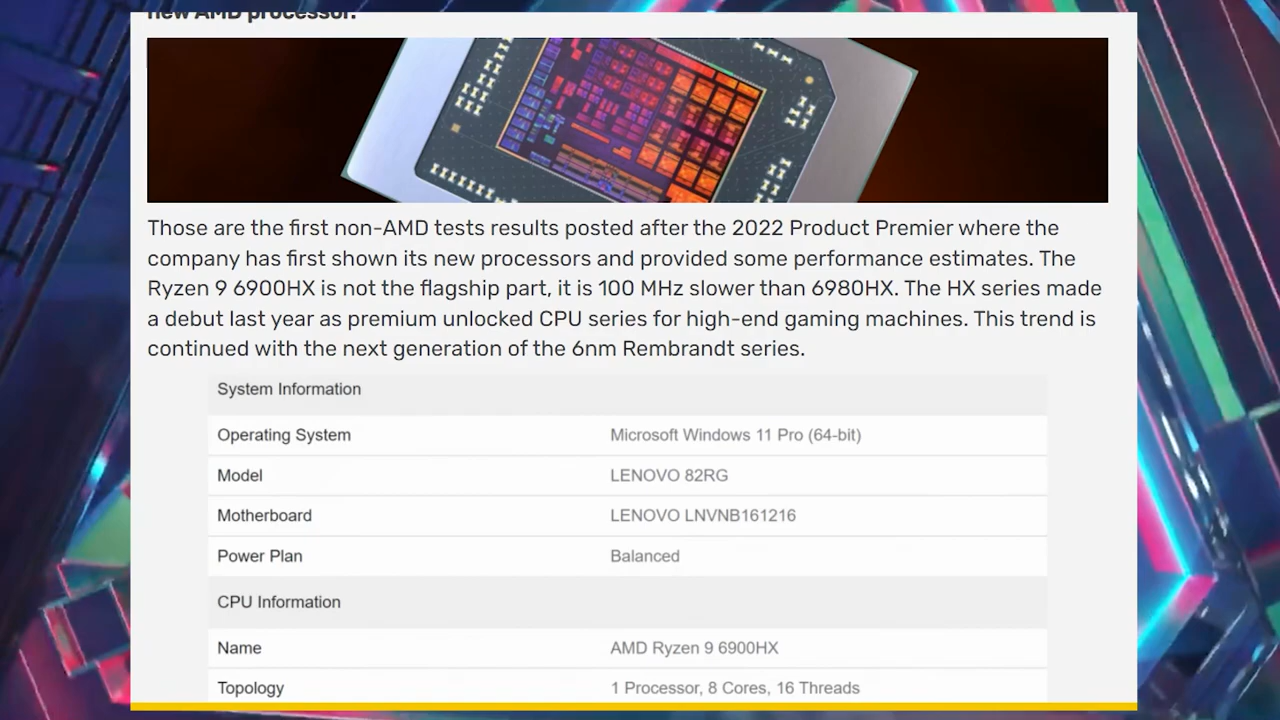 new AMD processor.
Those are the first non-AMD tests results posted after the 2022 Product Premier where the
company has first shown its new processors and provided some performance estimates. The
Ryzen 9 6900HX is not the flagship part, it is 100 MHz slower than 6980HX. The HX series made
a debut last year as premium unlocked CPU series for high-end gaming machines. This trend is
continued with the next generation of the 6nm Rembrandt series.
System Information
Operating System Microsoft Windows 11 Pro (64-bit)
Model LENOVO 82RG
Motherboard LENOVO LNVNB161216
Power Plan Balanced
CPU Information
Name AMD Ryzen 9 6900HX
Topology 1 Processor, 8 Cores, 16 Threads